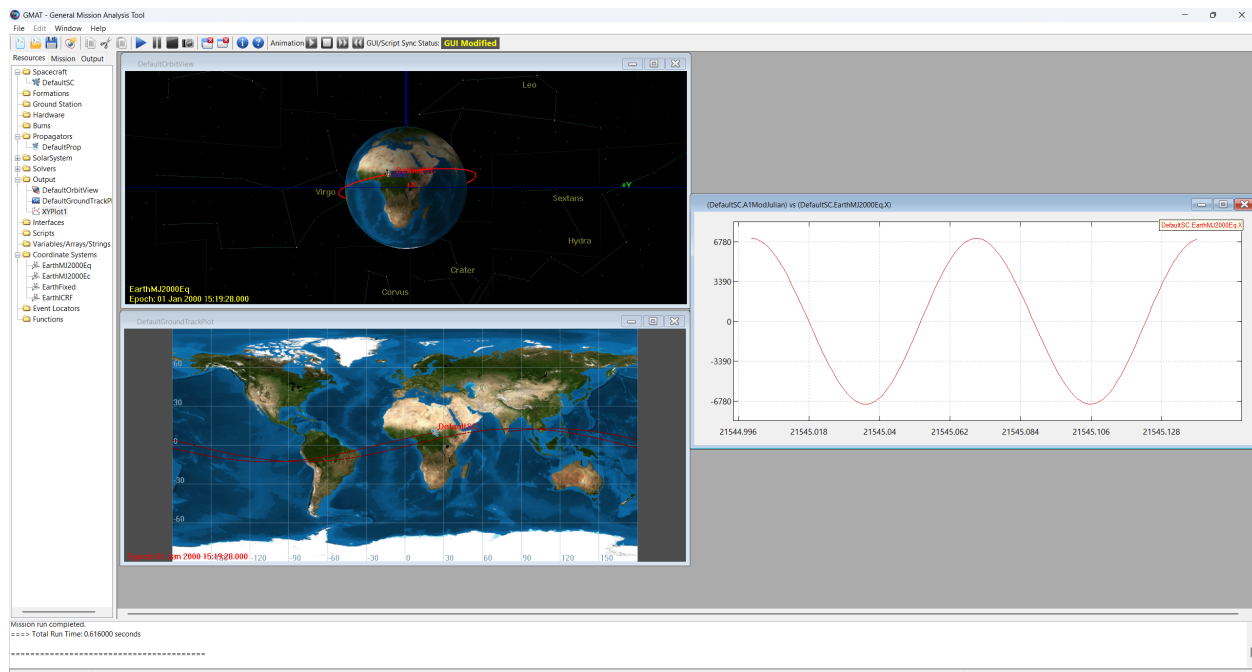 GMAT - General Mission Analysis Tool
File Edit Window Help
Animation GUI/Script Sync Status: GUI Modified
Resources Mission Output
Spacecraft
DefaultSC
Formations
Ground Station
Hardware
Burns
Propagators
DefaultProp
SolarSystem
Solvers
Output
DefaultOrbitView
DefaultGroundTrackPl
XYPlot1
Interfaces
Scripts
Variables/Arrays/Strings
Coordinate Systems
EarthMJ2000Eq
EarthMJ2000Ec
EarthFixed
EarthICRF
Event Locators
Functions
DefaultOrbitView
Leo
Virgo
+Y
Sextans
Hydra
Crater
Corvus
EarthMJ2000Eq
Epoch: 01 Jan 2000 15:19:28.000
DefaultGroundTrackPlot
60
30
0
-30
-60
-120 -90 -60 -30 0 30 60 90 120 150
(DefaultSC.A1ModJulian) vs (DefaultSC.EarthMJ2000Eq.X)
DefaultSC.EarthMJ2000Eq.X
6780
3390
0
-3390
-6780
21544.996 21545.018 21545.04 21545.062 21545.084 21545.106 21545.128
Mission run completed.
===> Total Run Time: 0.616000 seconds
========================================